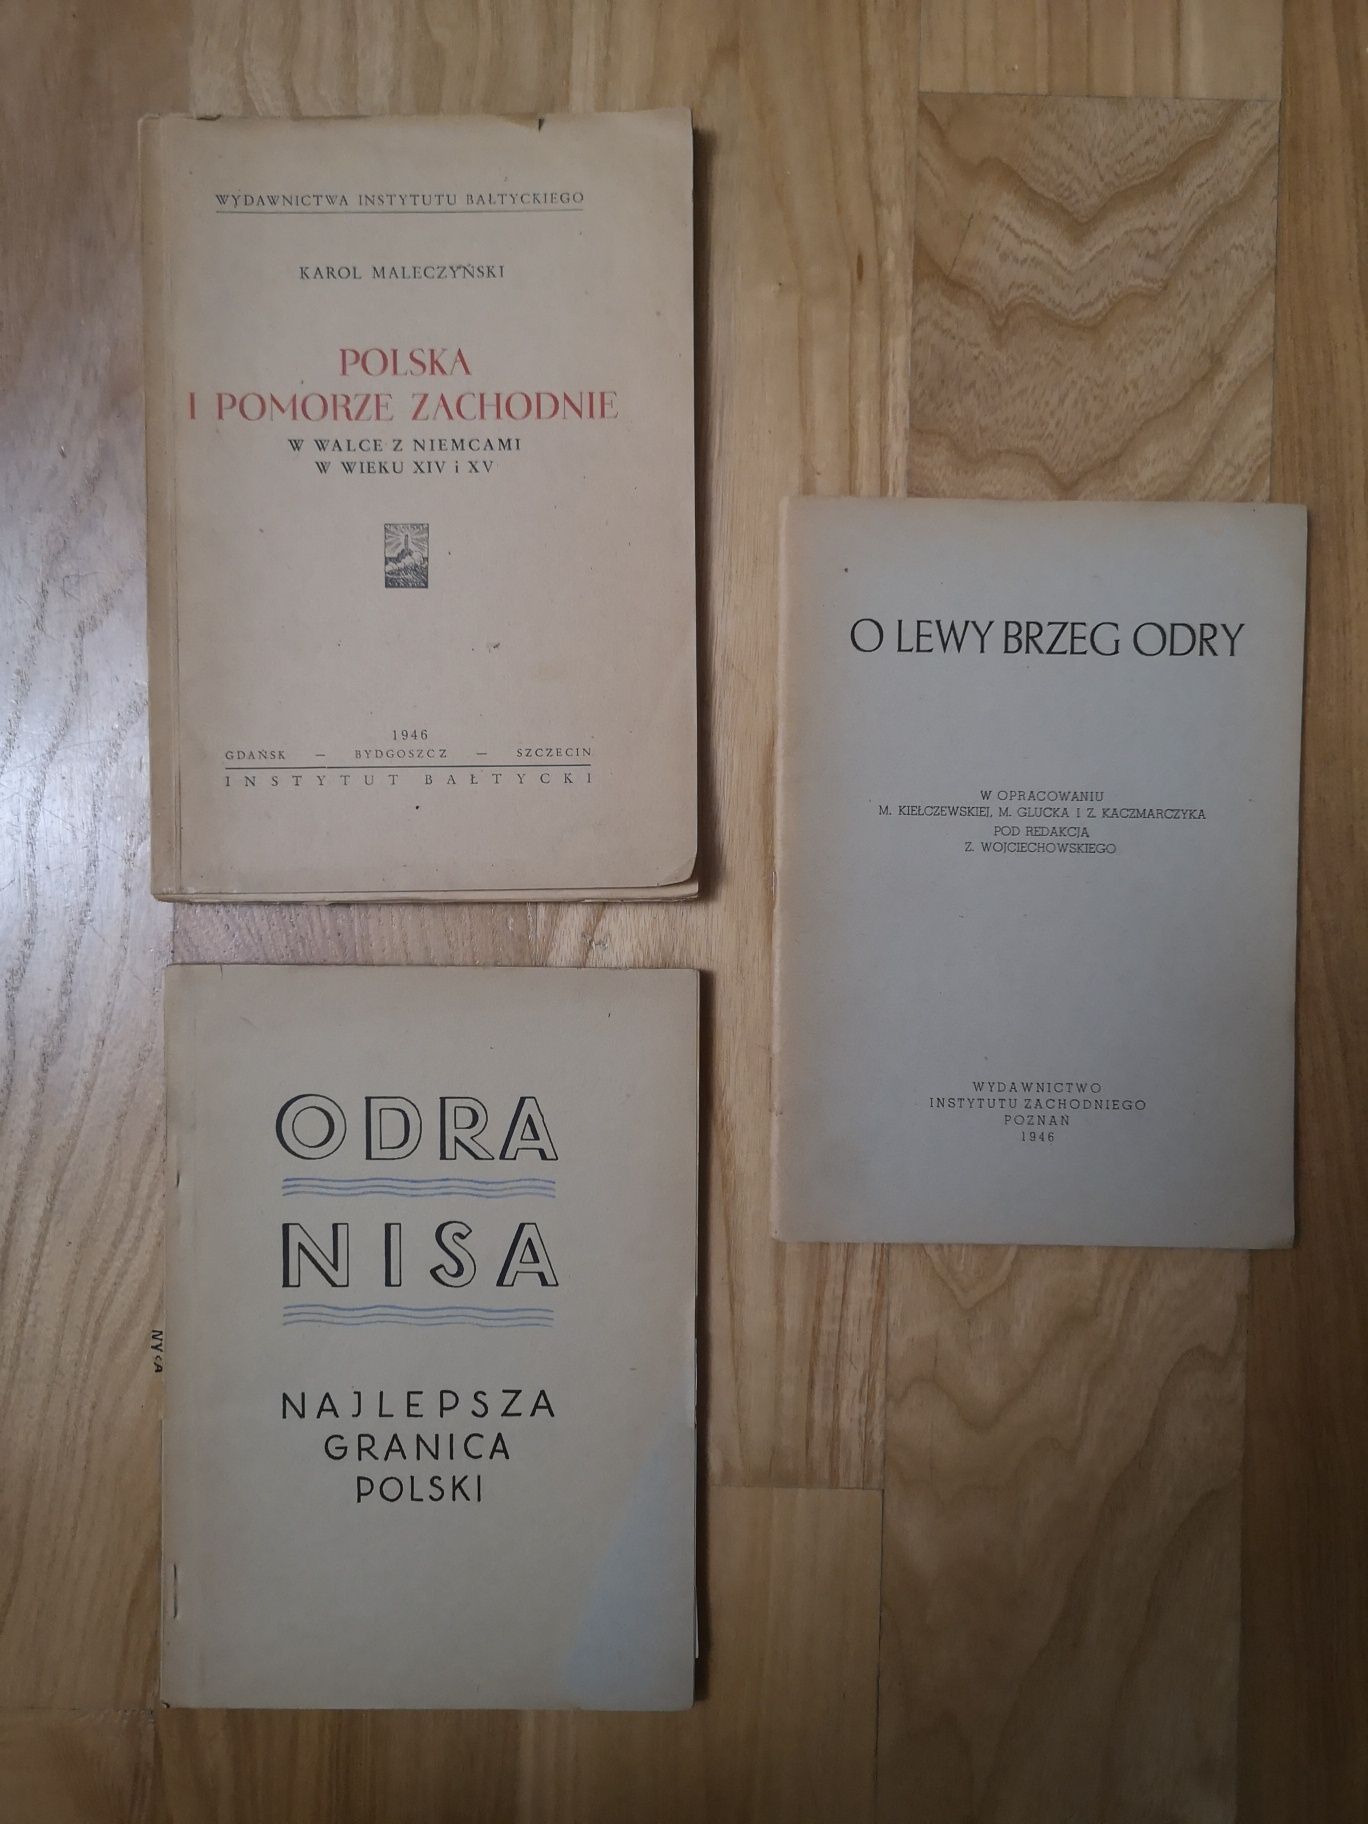 WYDAWNICTWA INSTYTUTU BAŁTYCKIEGO
KAROL MALECZYŃSKI
POLSKA
I POMORZE ZACHODNIE
W WALCE Z NIEMCAMI
W WIEKU XIV i XV
1946
GDAŃSK — BYDGOSZCZ — SZCZECIN
INSTYTUT BAŁTYCKI
O LEWY BRZEG ODRY
W OPRACOWANIU
M. KIEŁCZEWSKIEJ, M. GLUCKA I Z. KACZMARCZYKA
POD REDAKCJĄ
Z. WOJCIECHOWSKIEGO
WYDAWNICTWO
INSTYTUTU ZACHODNIEGO
POZNAŃ
1946
ODRA
NISA
NAJLEPSZA
GRANICA
POLSKI